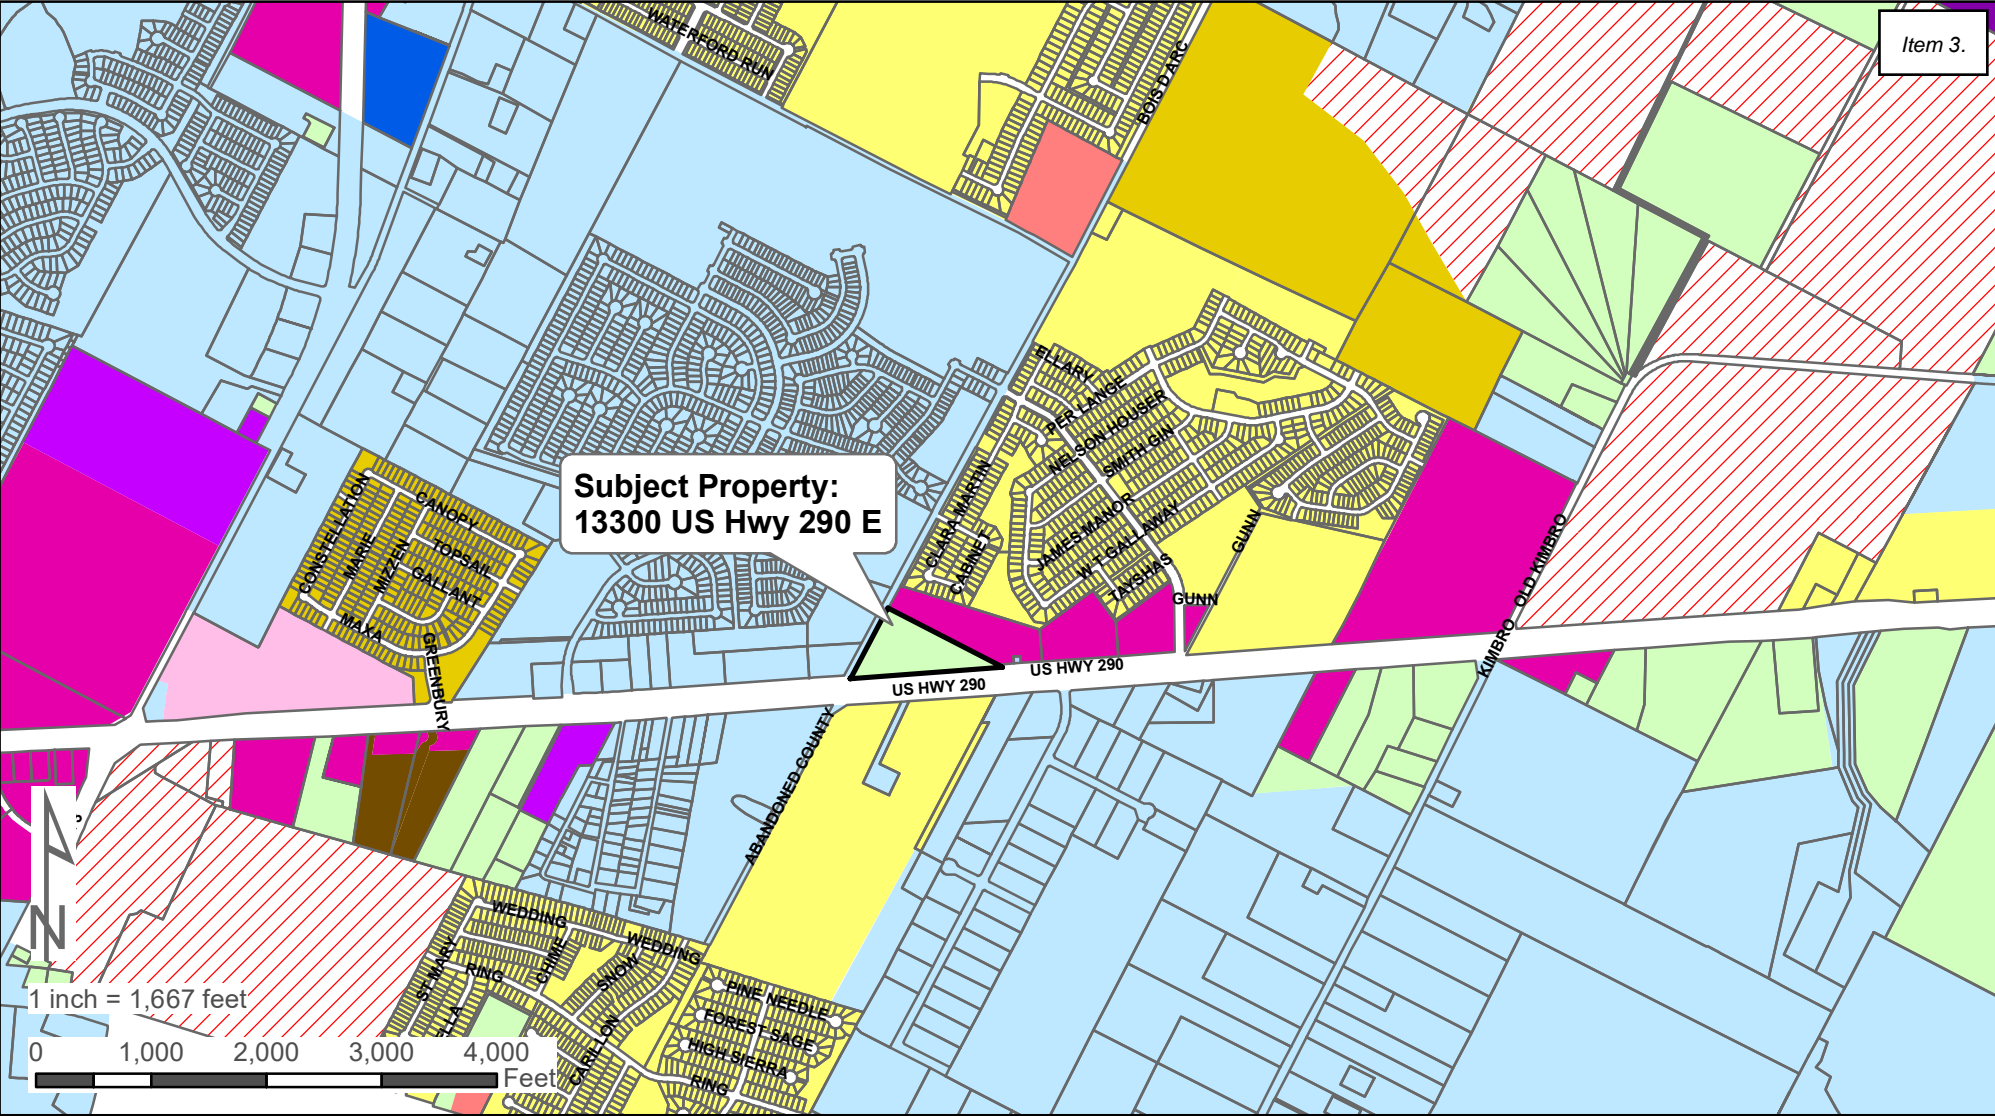 Item 3.
WATERFORD RUN
BOIS D ARC
ELLARY
PER LANGE
NELSON HOUSER
SMITH GIN
Subject Property:
13300 US Hwy 290 E
CLARA MARTIN
CABINET
JAMES MANOR
W T GALLAWAY
TAYSHAS
GUNN
GUNN
OLD KIMBRO
KIMBRO
CONSTELLATION
CANOPY
MARIE
MIZZEN
TOPSAIL
GALLANT
MAXA
GREENBURY
US HWY 290
US HWY 290
ABANDONED COUNTY
WEDDING
WEDDING
ST MARY
RING
CHIME
SNOW
PINE NEEDLE
FOREST SAGE
HIGH SIERRA
CARILLON
RING
ELLA
N
1 inch = 1,667 feet
0 1,000 2,000 3,000 4,000
Feet